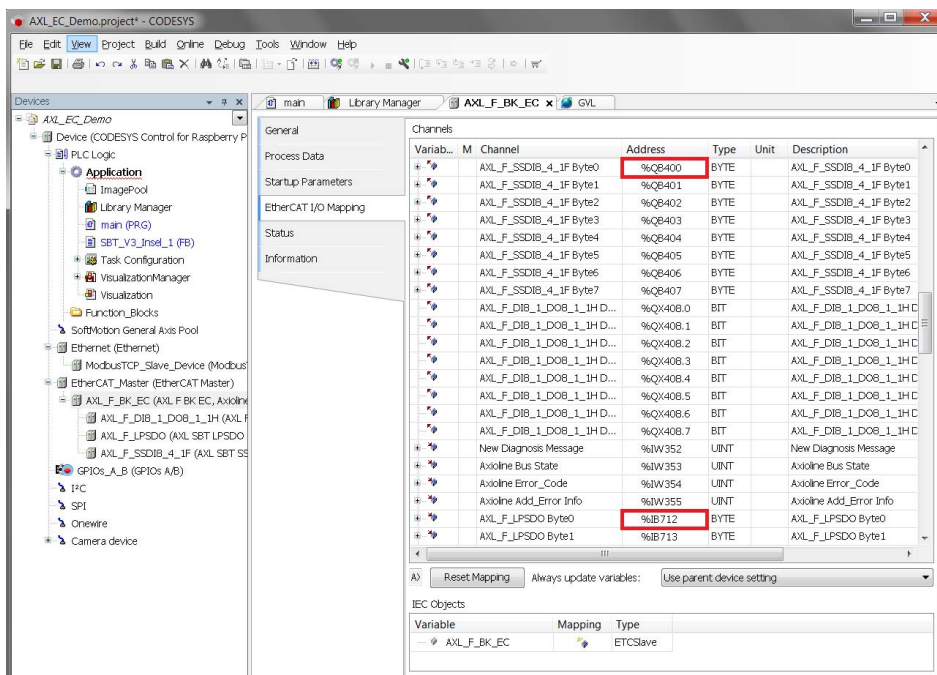 AXL_EC_Demo.project* - CODESYS
File Edit View Project Build Online Debug Tools Window Help
Devices
AXL_EC_Demo
Device (CODESYS Control for Raspberry P
PLC Logic
Application
ImagePool
Library Manager
main (PRG)
SBT_V3_Insel_1 (FB)
Task Configuration
VisualizationManager
Visualization
Function_Blocks
SoftMotion General Axis Pool
Ethernet (Ethernet)
ModbusTCP_Slave_Device (Modbus
EtherCAT_Master (EtherCAT Master)
AXL_F_BK_EC (AXL F BK EC, Axioline
AXL_F_DI8_1_DO8_1_1H (AXL F
AXL_F_LPSDO (AXL SBT LPSDO
AXL_F_SSDI8_4_1F (AXL SBT SS
GPIOs_A_B (GPIOs A/B)
I²C
SPI
Onewire
Camera device
main Library Manager AXL_F_BK_EC x GVL
General
Process Data
Startup Parameters
EtherCAT I/O Mapping
Status
Information
Channels
Variab... M Channel Address Type Unit Description
AXL_F_SSDI8_4_1F Byte0 %QB400 BYTE AXL_F_SSDI8_4_1F Byte0
AXL_F_SSDI8_4_1F Byte1 %QB401 BYTE AXL_F_SSDI8_4_1F Byte1
AXL_F_SSDI8_4_1F Byte2 %QB402 BYTE AXL_F_SSDI8_4_1F Byte2
AXL_F_SSDI8_4_1F Byte3 %QB403 BYTE AXL_F_SSDI8_4_1F Byte3
AXL_F_SSDI8_4_1F Byte4 %QB404 BYTE AXL_F_SSDI8_4_1F Byte4
AXL_F_SSDI8_4_1F Byte5 %QB405 BYTE AXL_F_SSDI8_4_1F Byte5
AXL_F_SSDI8_4_1F Byte6 %QB406 BYTE AXL_F_SSDI8_4_1F Byte6
AXL_F_SSDI8_4_1F Byte7 %QB407 BYTE AXL_F_SSDI8_4_1F Byte7
AXL_F_DI8_1_DO8_1_1H D... %QX408.0 BIT AXL_F_DI8_1_DO8_1_1H D
AXL_F_DI8_1_DO8_1_1H D... %QX408.1 BIT AXL_F_DI8_1_DO8_1_1H D
AXL_F_DI8_1_DO8_1_1H D... %QX408.2 BIT AXL_F_DI8_1_DO8_1_1H D
AXL_F_DI8_1_DO8_1_1H D... %QX408.3 BIT AXL_F_DI8_1_DO8_1_1H D
AXL_F_DI8_1_DO8_1_1H D... %QX408.4 BIT AXL_F_DI8_1_DO8_1_1H D
AXL_F_DI8_1_DO8_1_1H D... %QX408.5 BIT AXL_F_DI8_1_DO8_1_1H D
AXL_F_DI8_1_DO8_1_1H D... %QX408.6 BIT AXL_F_DI8_1_DO8_1_1H D
AXL_F_DI8_1_DO8_1_1H D... %QX408.7 BIT AXL_F_DI8_1_DO8_1_1H D
New Diagnosis Message %IW352 UINT New Diagnosis Message
Axioline Bus State %IW353 UINT Axioline Bus State
Axioline Error_Code %IW354 UINT Axioline Error_Code
Axioline Add_Error Info %IW355 UINT Axioline Add_Error Info
AXL_F_LPSDO Byte0 %IB712 BYTE AXL_F_LPSDO Byte0
AXL_F_LPSDO Byte1 %IB713 BYTE AXL_F_LPSDO Byte1
Reset Mapping Always update variables: Use parent device setting
IEC Objects
Variable Mapping Type
AXL_F_BK_EC ETCSlave